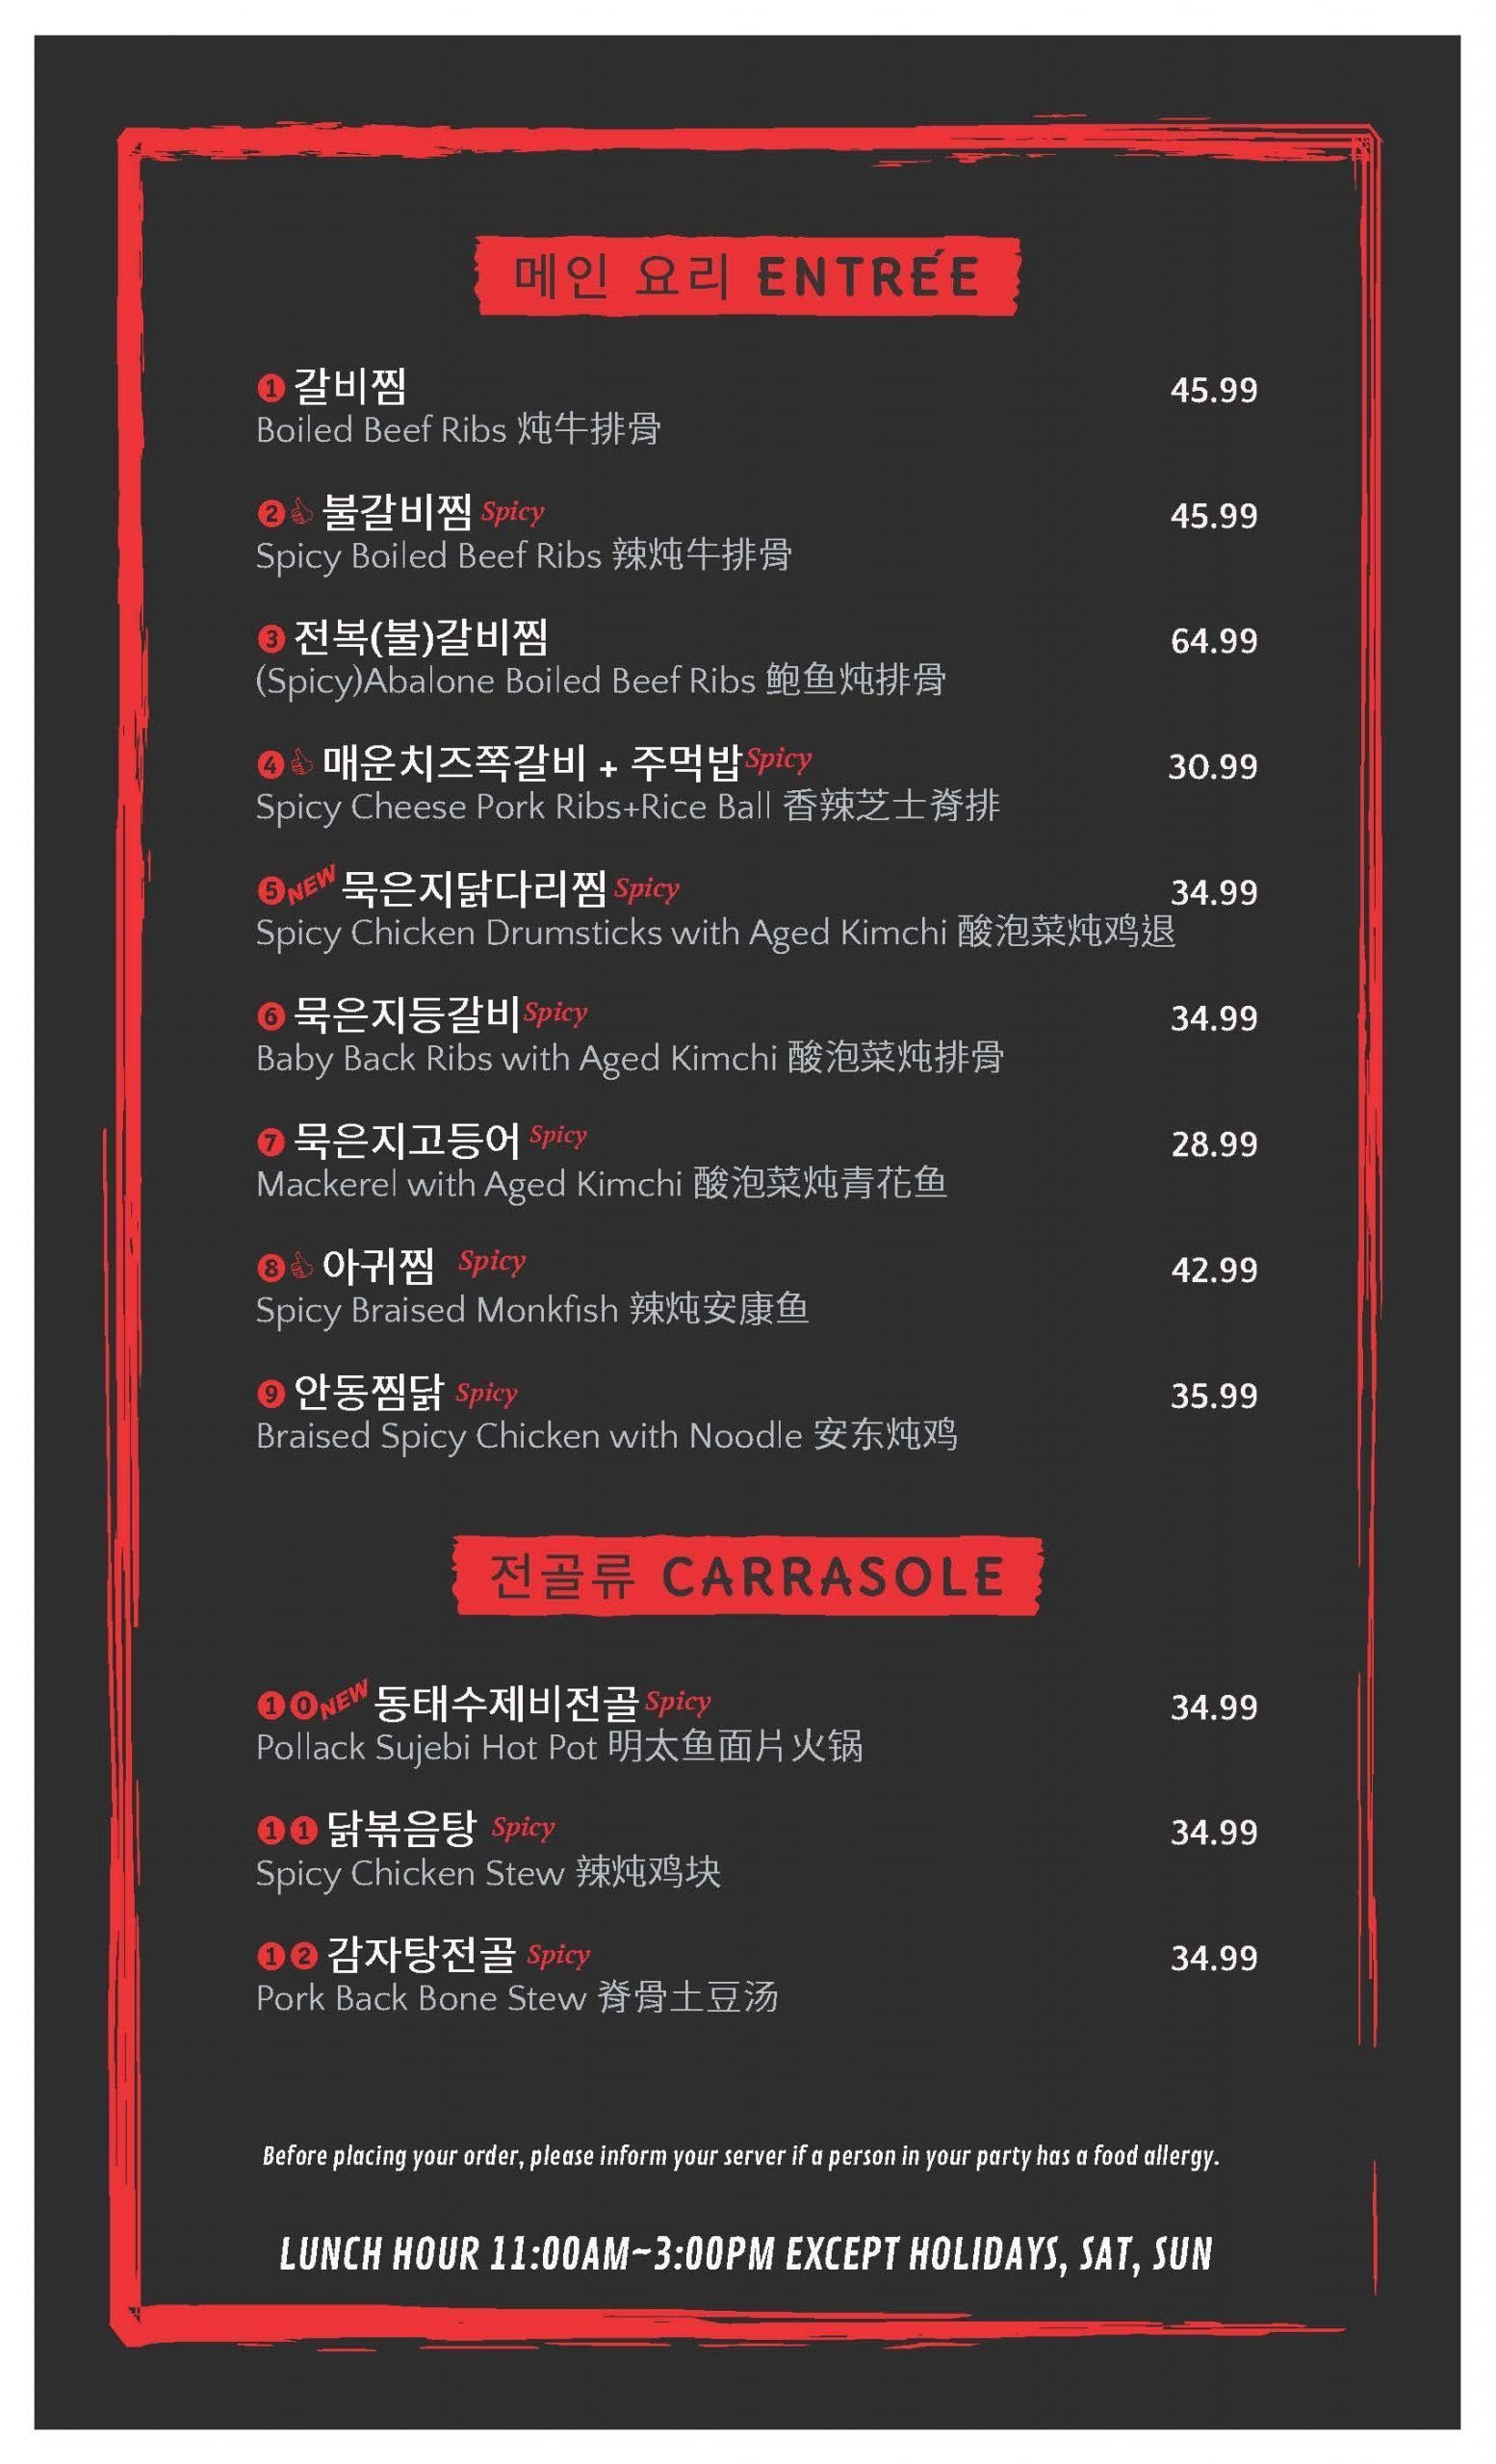 메인 요리 ENTRÉE
❶ 갈비찜 45.99
Boiled Beef Ribs 炖牛排骨
❷ 불갈비찜 Spicy 45.99
Spicy Boiled Beef Ribs 辣炖牛排骨
❸ 전복(불)갈비찜 64.99
(Spicy)Abalone Boiled Beef Ribs 鲍鱼炖排骨
❹ 매운치즈쪽갈비 + 주먹밥 Spicy 30.99
Spicy Cheese Pork Ribs+Rice Ball 香辣芝士脊排
❺ NEW 묵은지닭다리찜 Spicy 34.99
Spicy Chicken Drumsticks with Aged Kimchi 酸泡菜炖鸡退
❻ 묵은지등갈비 Spicy 34.99
Baby Back Ribs with Aged Kimchi 酸泡菜炖排骨
❼ 묵은지고등어 Spicy 28.99
Mackerel with Aged Kimchi 酸泡菜炖青花鱼
❽ 아귀찜 Spicy 42.99
Spicy Braised Monkfish 辣炖安康鱼
❾ 안동찜닭 Spicy 35.99
Braised Spicy Chicken with Noodle 安东炖鸡
전골류 CARRASOLE
❶⓿ NEW 동태수제비전골 Spicy 34.99
Pollack Sujebi Hot Pot 明太鱼面片火锅
❶❶ 닭볶음탕 Spicy 34.99
Spicy Chicken Stew 辣炖鸡块
❶❷ 감자탕전골 Spicy 34.99
Pork Back Bone Stew 脊骨土豆汤
Before placing your order, please inform your server if a person in your party has a food allergy.
LUNCH HOUR 11:00AM~3:00PM EXCEPT HOLIDAYS, SAT, SUN